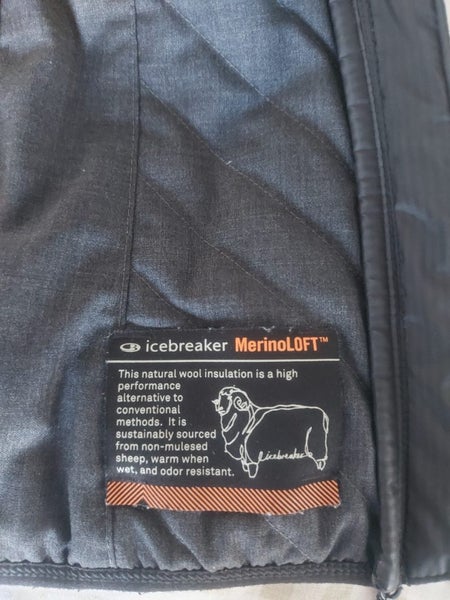 icebreaker MerinoLOFT™
This natural wool insulation is a high
performance
alternative to
conventional
methods. It is
sustainably sourced
from non-mulesed
sheep, warm when
wet, and odor resistant.
icebreaker